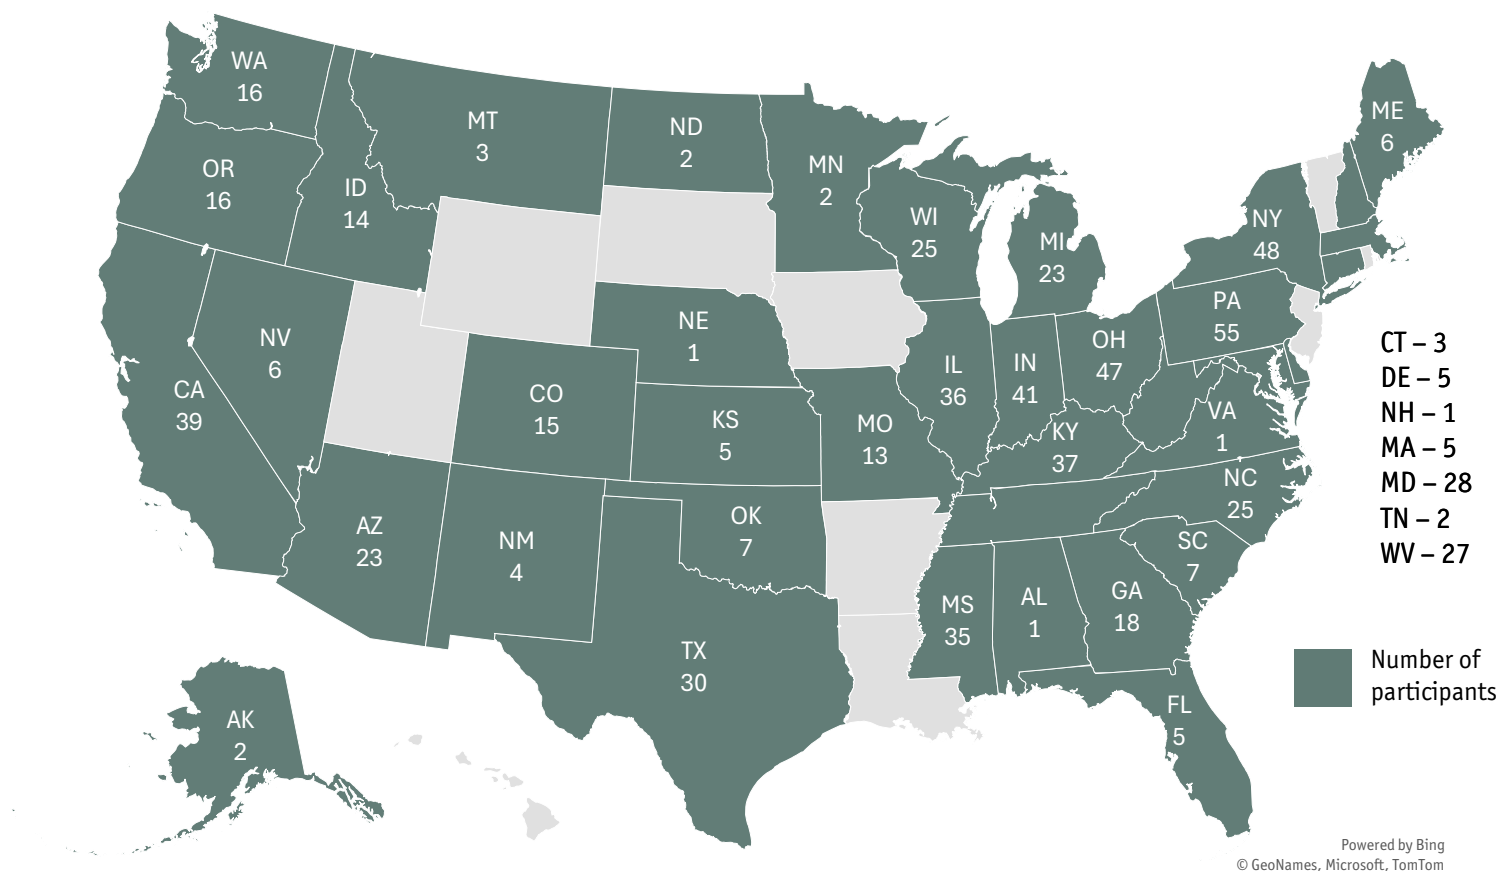 WA
16
OR
16
ID
14
MT
3
ND
2
MN
2
WI
25
MI
23
NY
48
ME
6
CA
39
NV
6
CO
15
NE
1
KS
5
MO
13
IL
36
IN
41
OH
47
PA
55
KY
37
VA
1
NC
25
SC
7
AZ
23
NM
4
OK
7
TX
30
MS
35
AL
1
GA
18
FL
5
AK
2
CT – 3
DE – 5
NH – 1
MA – 5
MD – 28
TN – 2
WV – 27
Number of
participants
Powered by Bing
© GeoNames, Microsoft, TomTom